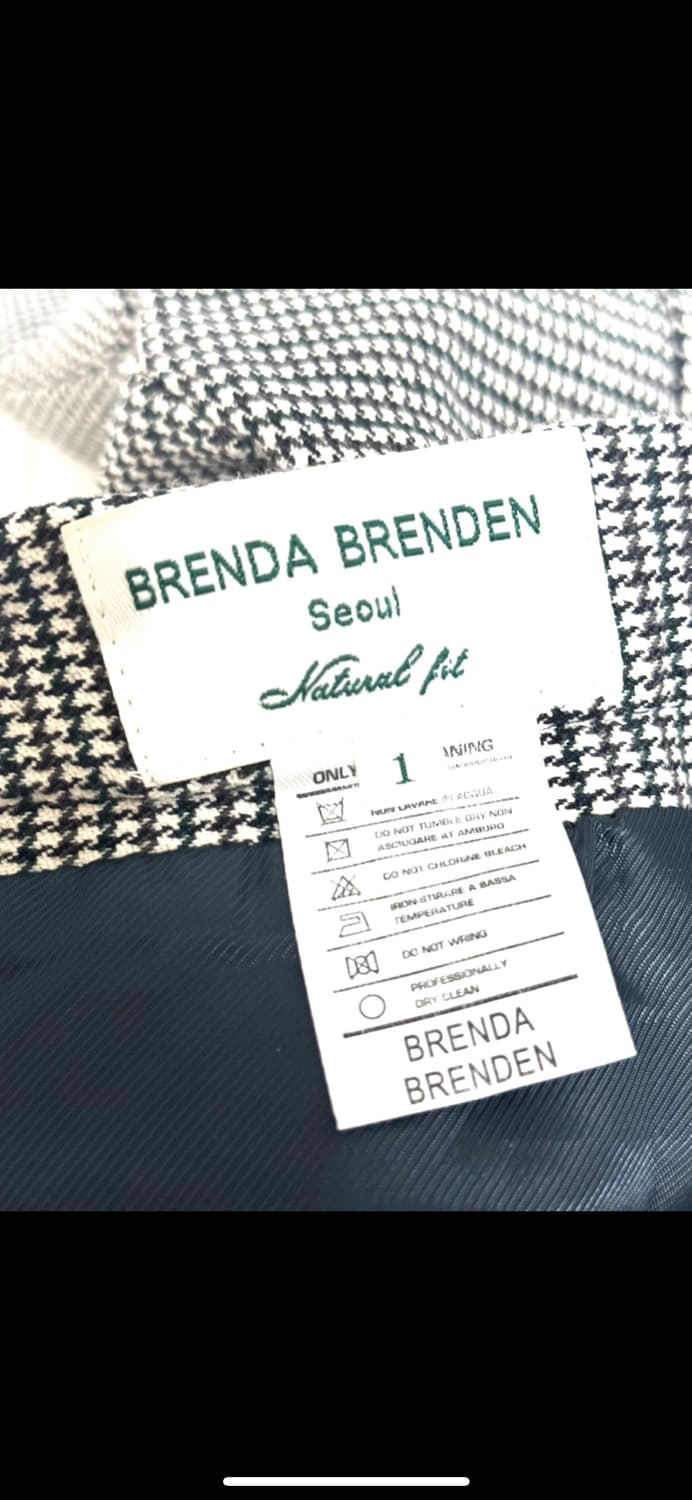 BRENDA BRENDEN
Seoul
Natural fit
ONLY 1 ANING
NON LAVARE IN ACQUA
DO NOT TUMBLE DRY NON
ASCIUGARE AT AMBURO
DO NOT CHLORINE BLEACH
IRON-STIRARE A BASSA
TEMPERATURE
DO NOT WRING
PROFESSIONALLY
DRY CLEAN
BRENDA
BRENDEN